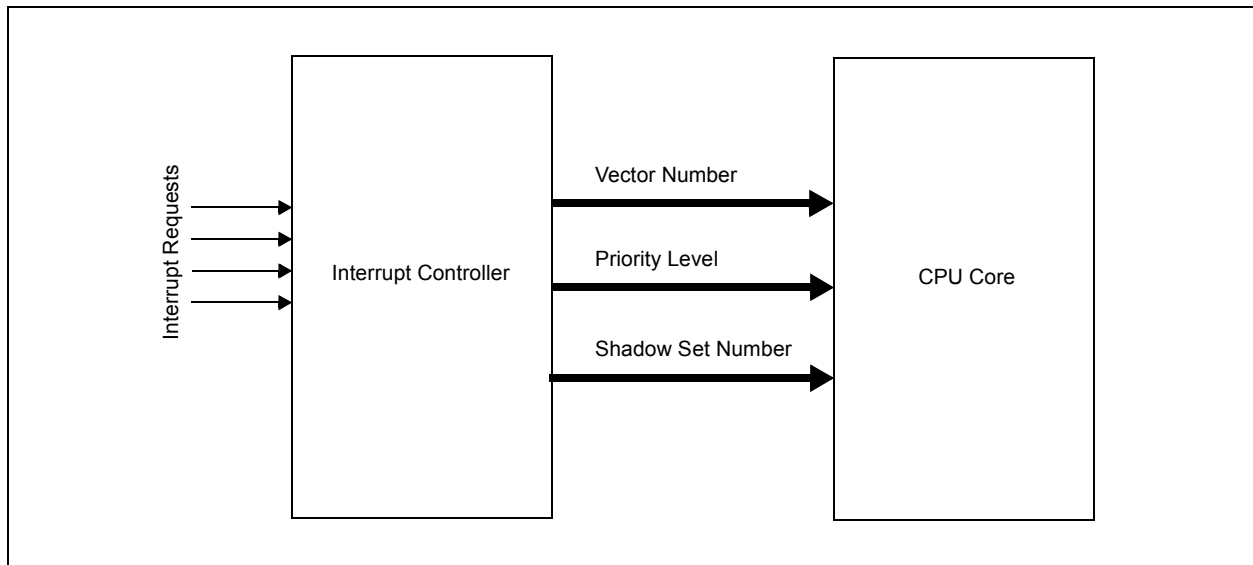 Interrupt Requests
Interrupt Controller
Vector Number
Priority Level
Shadow Set Number
CPU Core